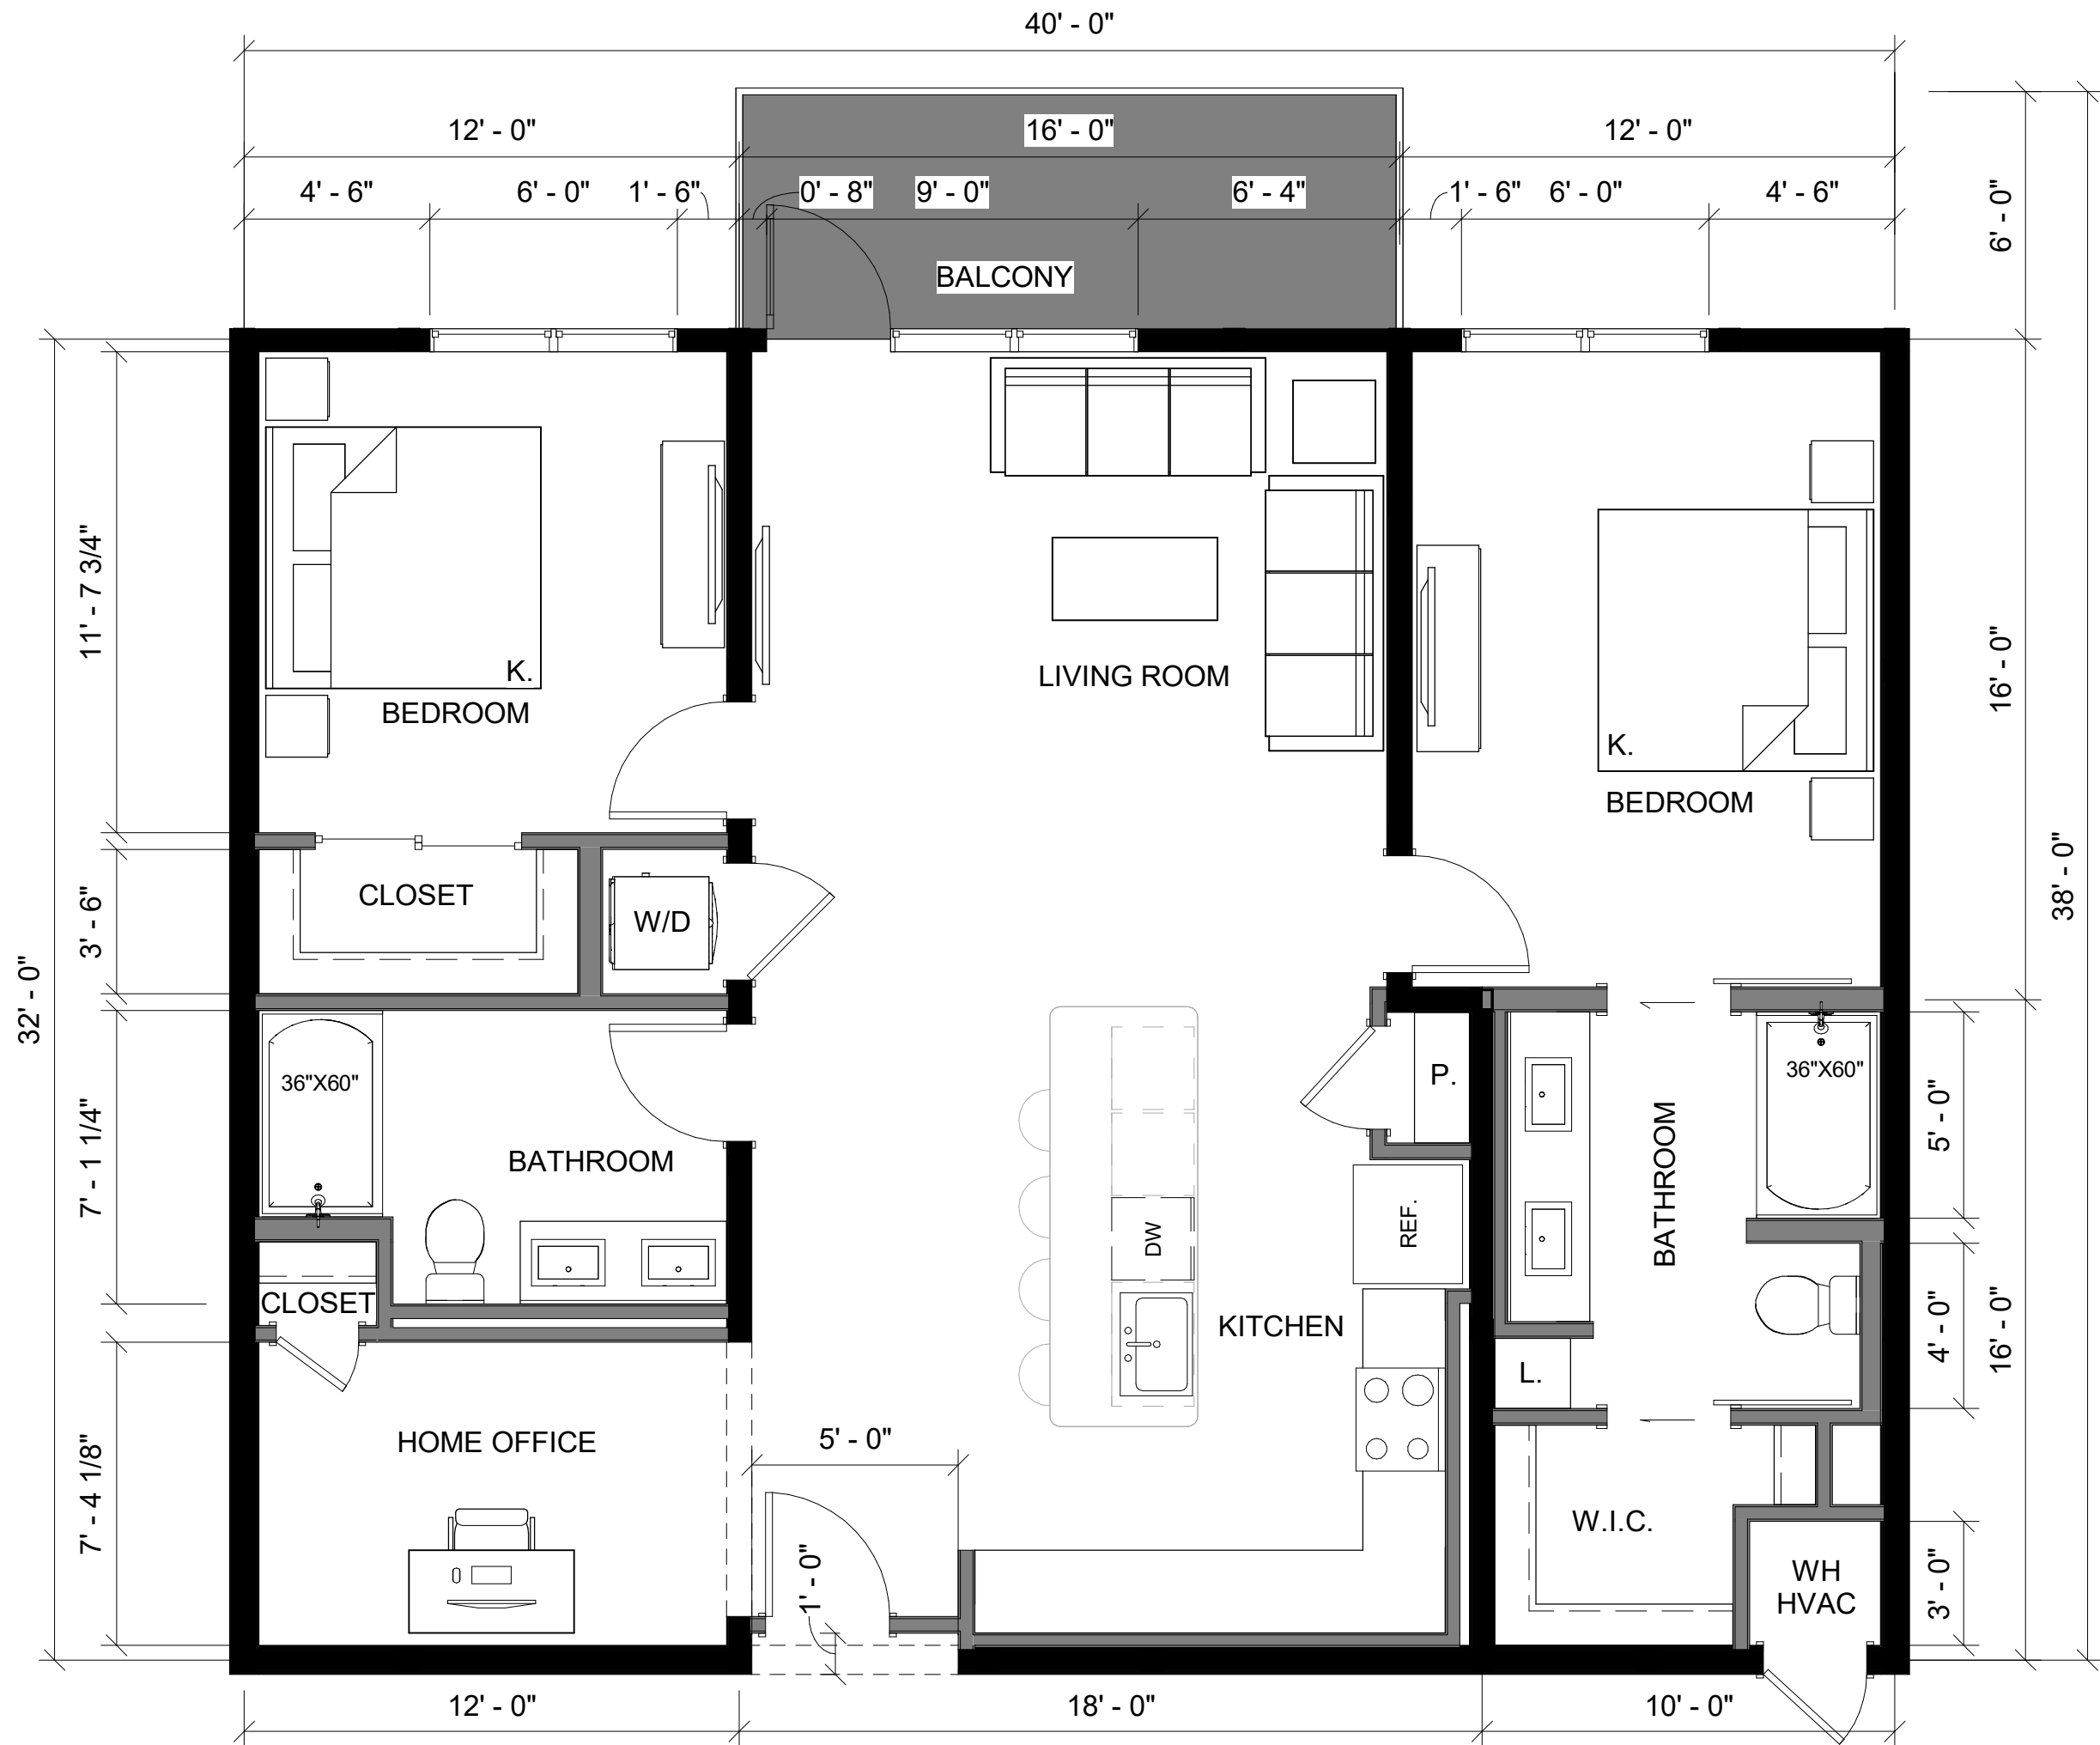 40' - 0"
12' - 0"
16' - 0"
12' - 0"
4' - 6"
6' - 0"
1' - 6"
0' - 8"
9' - 0"
6' - 4"
1' - 6"
6' - 0"
4' - 6"
6' - 0"
BALCONY
11' - 7 3/4"
16' - 0"
K.
BEDROOM
LIVING ROOM
K.
BEDROOM
38' - 0"
3' - 6"
CLOSET
W/D
32' - 0"
36"X60"
P.
36"X60"
7' - 1 1/4"
BATHROOM
BATHROOM
5' - 0"
REF.
DW
CLOSET
KITCHEN
4' - 0"
16' - 0"
L.
HOME OFFICE
5' - 0"
7' - 4 1/8"
W.I.C.
1' - 0"
WH
HVAC
3' - 0"
12' - 0"
18' - 0"
10' - 0"